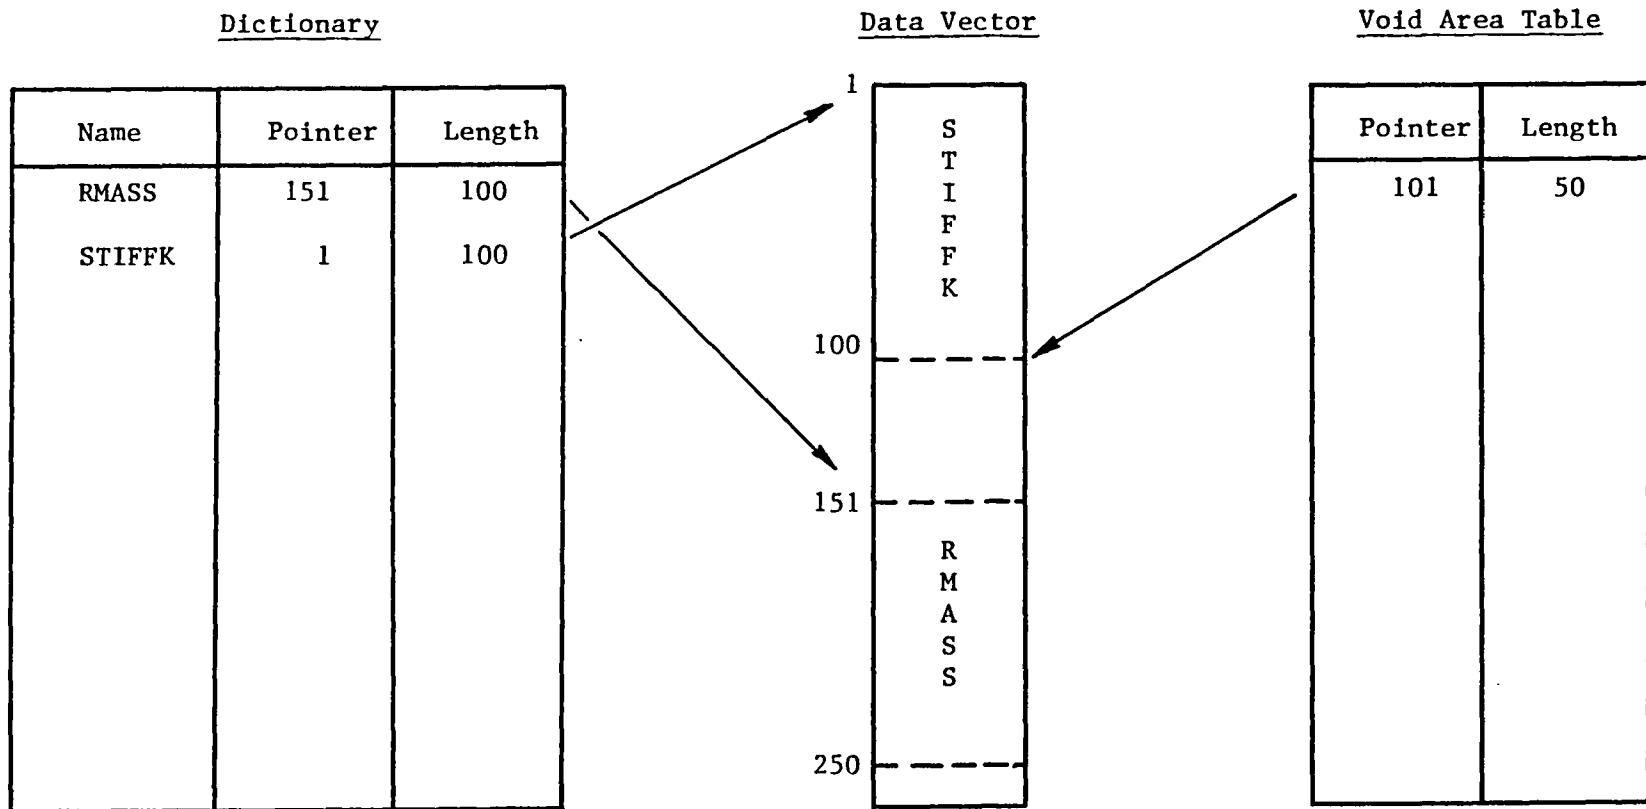 Dictionary
Name Pointer Length
RMASS 151 100
STIFFK 1 100
Data Vector
1
S
T
I
F
F
K
100
151
R
M
A
S
S
250
Void Area Table
Pointer Length
101 50